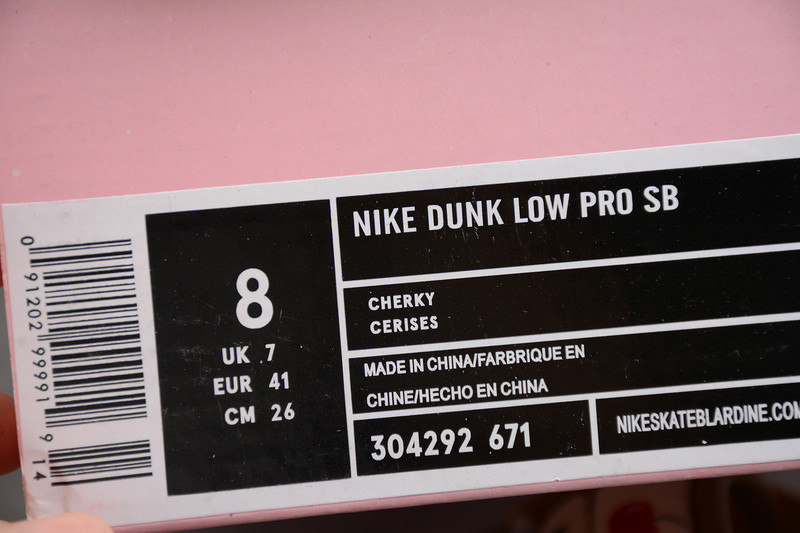 0 91202 99991 9 14
8
UK 7
EUR 41
CM 26
NIKE DUNK LOW PRO SB
CHERKY
CERISES
MADE IN CHINA/FARBRIQUE EN
CHINE/HECHO EN CHINA
304292 671
NIKESKATEBLARDINE.COM